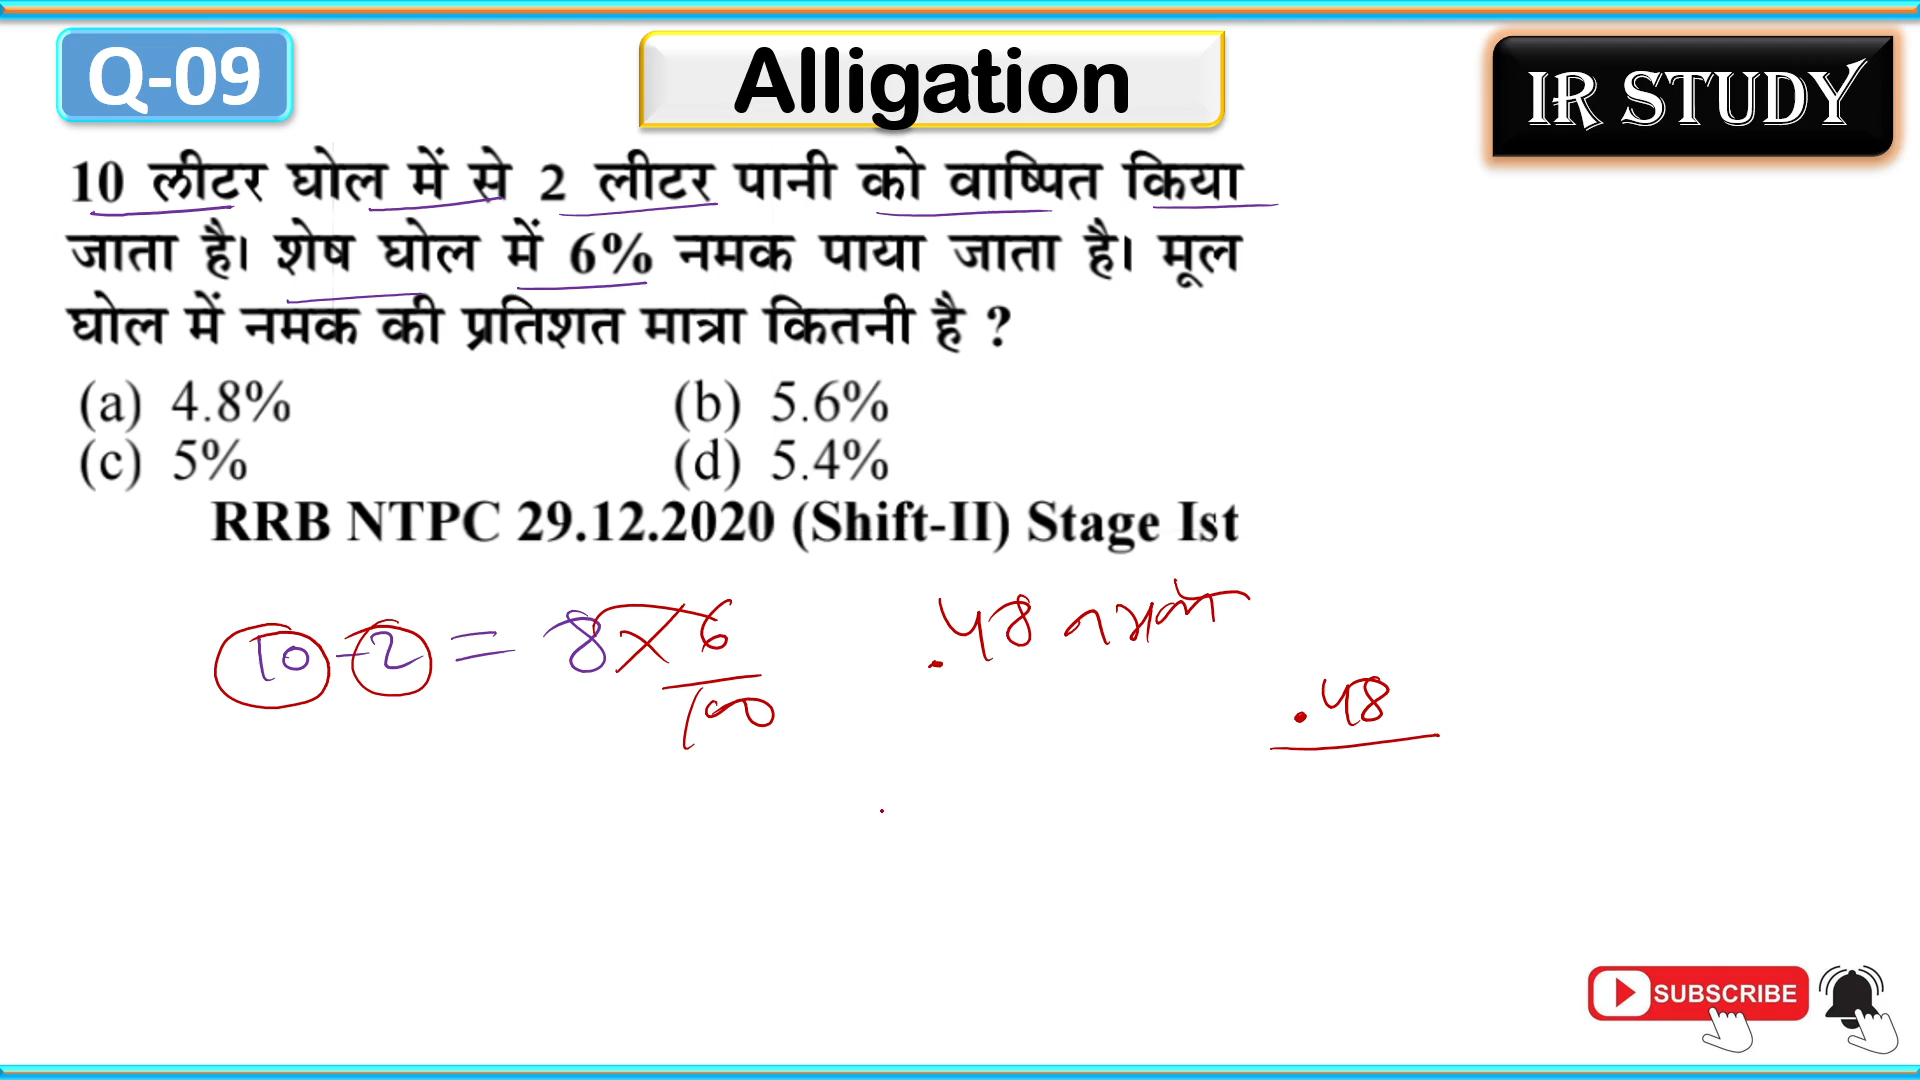 Q-09
Alligation
IR STUDY
10 लीटर घोल में से 2 लीटर पानी को वाष्पित किया
जाता है। शेष घोल में 6% नमक पाया जाता है। मूल
घोल में नमक की प्रतिशत मात्रा कितनी है ?
(a) 4.8% (b) 5.6%
(c) 5% (d) 5.4%
RRB NTPC 29.12.2020 (Shift-II) Stage Ist
10 - 2 = 8 × 6
100
.48 नमक
.48
SUBSCRIBE